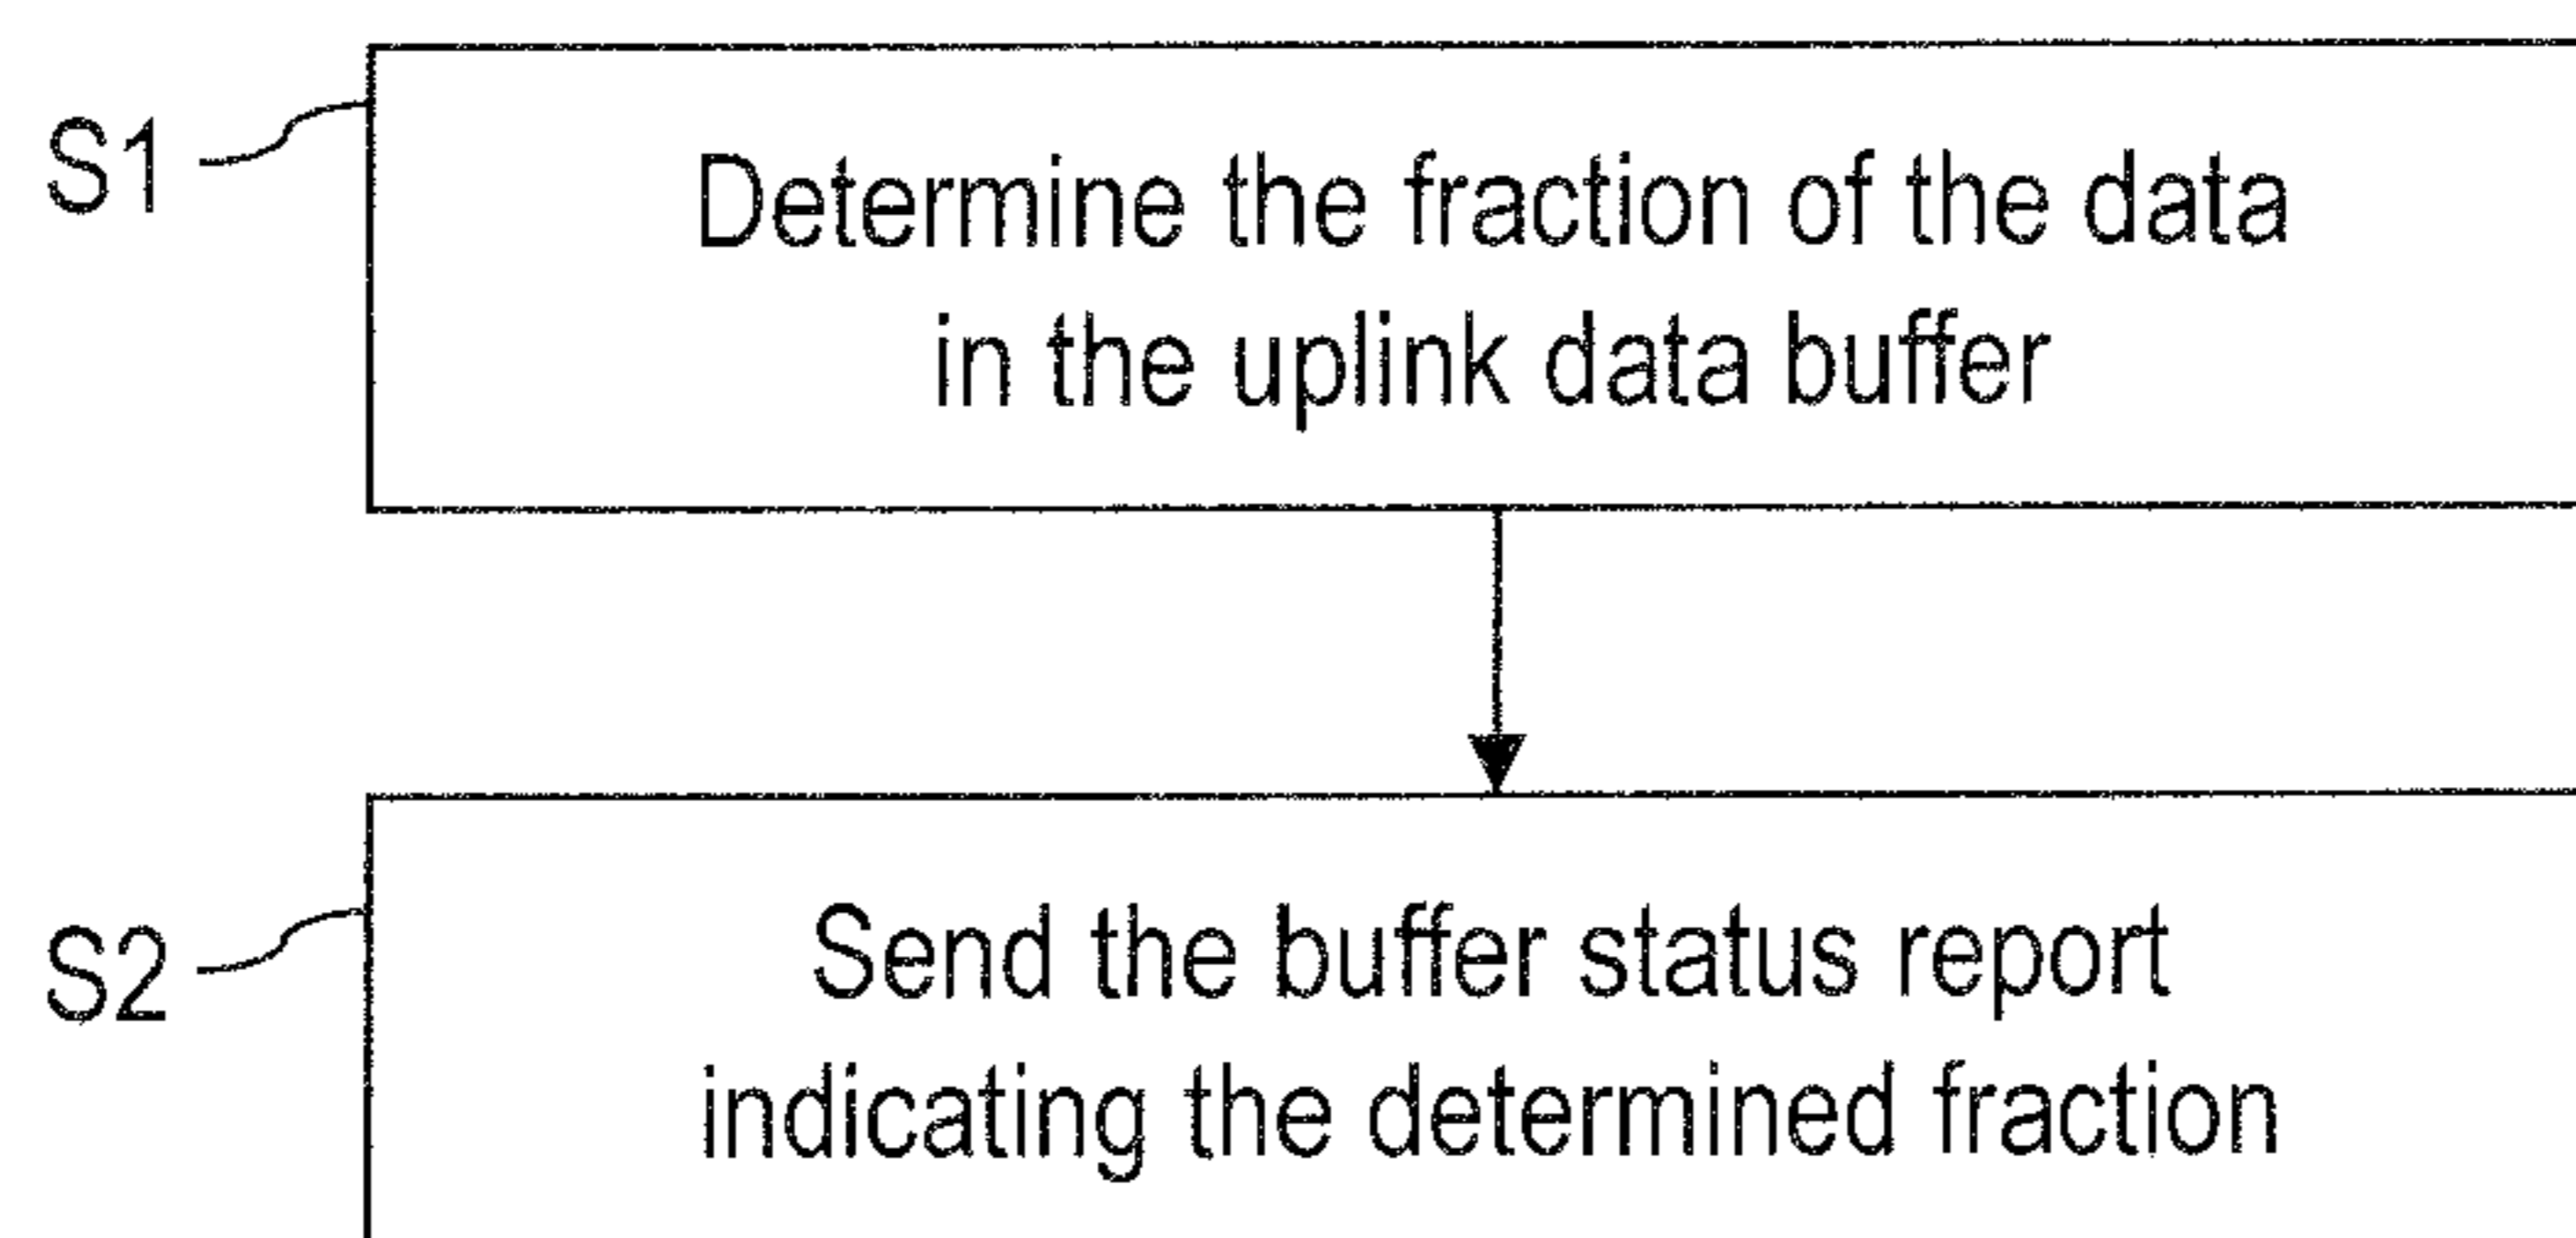 S1
Determine the fraction of the data
in the uplink data buffer
S2
Send the buffer status report
indicating the determined fraction